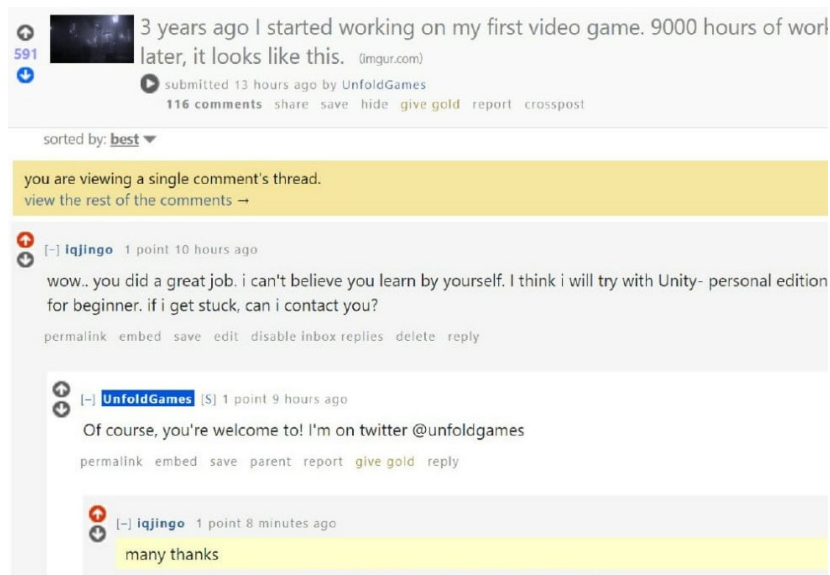 3 years ago I started working on my first video game. 9000 hours of work
591
later, it looks like this. (imgur.com)
submitted 13 hours ago by UnfoldGames
116 comments share save hide give gold report crosspost
sorted by: best
you are viewing a single comment's thread.
view the rest of the comments →
[-] iqjingo 1 point 10 hours ago
wow.. you did a great job. i can't believe you learn by yourself. I think i will try with Unity- personal edition
for beginner. if i get stuck, can i contact you?
permalink embed save edit disable inbox replies delete reply
[-] UnfoldGames [S] 1 point 9 hours ago
Of course, you're welcome to! I'm on twitter @unfoldgames
permalink embed save parent report give gold reply
[-] iqjingo 1 point 8 minutes ago
many thanks